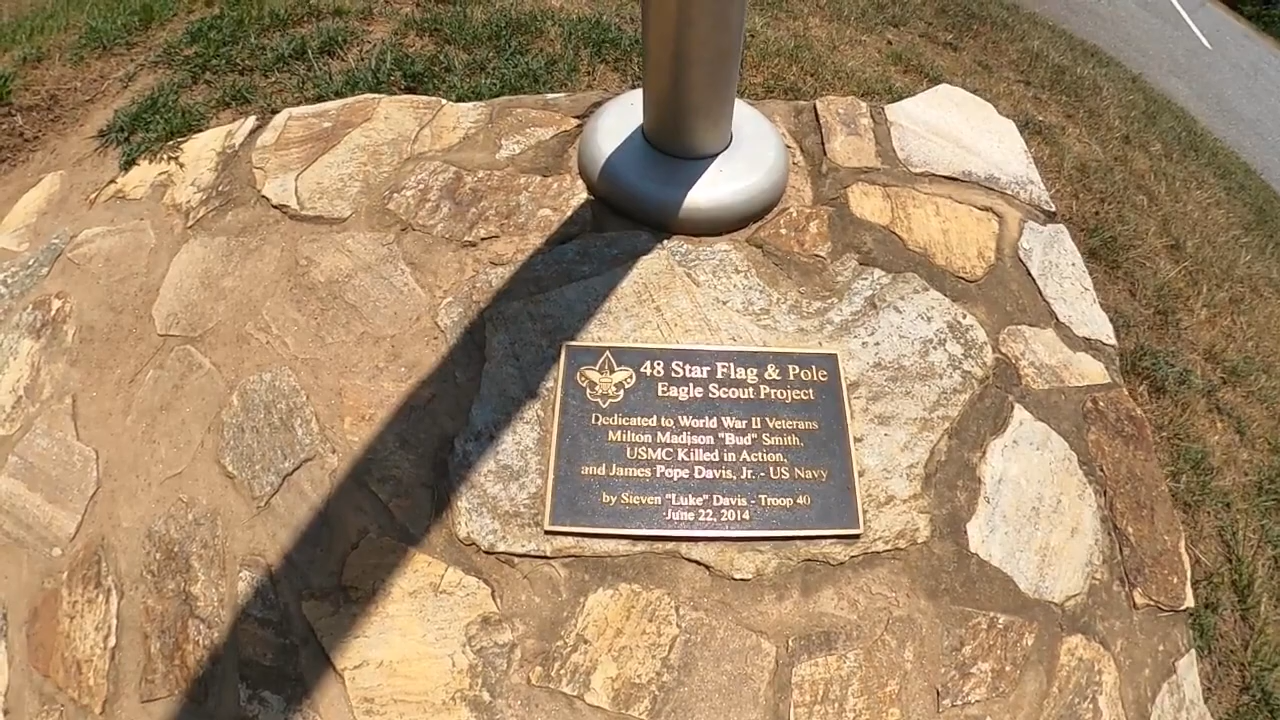 48 Star Flag & Pole
Eagle Scout Project
Dedicated to World War II Veterans
Milton Madison "Bud" Smith,
USMC Killed in Action,
and James Pope Davis, Jr. - US Navy
by Steven "Luke" Davis - Troop 40
June 22, 2014